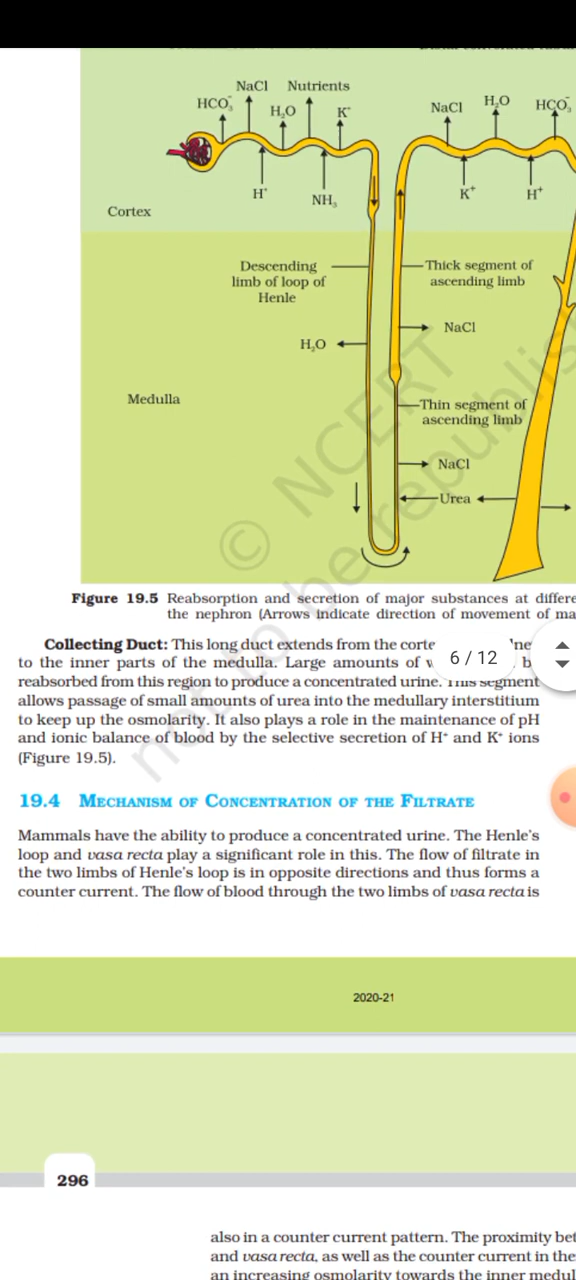 NaCl Nutrients
HCO₃⁻ H₂O K⁺
NaCl H₂O HCO₃⁻
H⁺ NH₃
K⁺ H⁺
Cortex
Descending
limb of loop of
Henle
Thick segment of
ascending limb
NaCl
H₂O
Medulla
Thin segment of
ascending limb
NaCl
Urea
© NCERT
not to be republis
Figure 19.5 Reabsorption and secretion of major substances at differe
the nephron (Arrows indicate direction of movement of ma
Collecting Duct: This long duct extends from the
to the inner parts of the medulla. Large amounts of
6 / 12
reabsorbed from this region to produce a concentrated urine. This segment
allows passage of small amounts of urea into the medullary interstitium
to keep up the osmolarity. It also plays a role in the maintenance of pH
and ionic balance of blood by the selective secretion of H⁺ and K⁺ ions
(Figure 19.5).
19.4 MECHANISM OF CONCENTRATION OF THE FILTRATE
Mammals have the ability to produce a concentrated urine. The Henle's
loop and vasa recta play a significant role in this. The flow of filtrate in
the two limbs of Henle's loop is in opposite directions and thus forms a
counter current. The flow of blood through the two limbs of vasa recta is
2020-21
296
also in a counter current pattern. The proximity bet
and vasa recta, as well as the counter current in the
an increasing osmolarity towards the inner medul